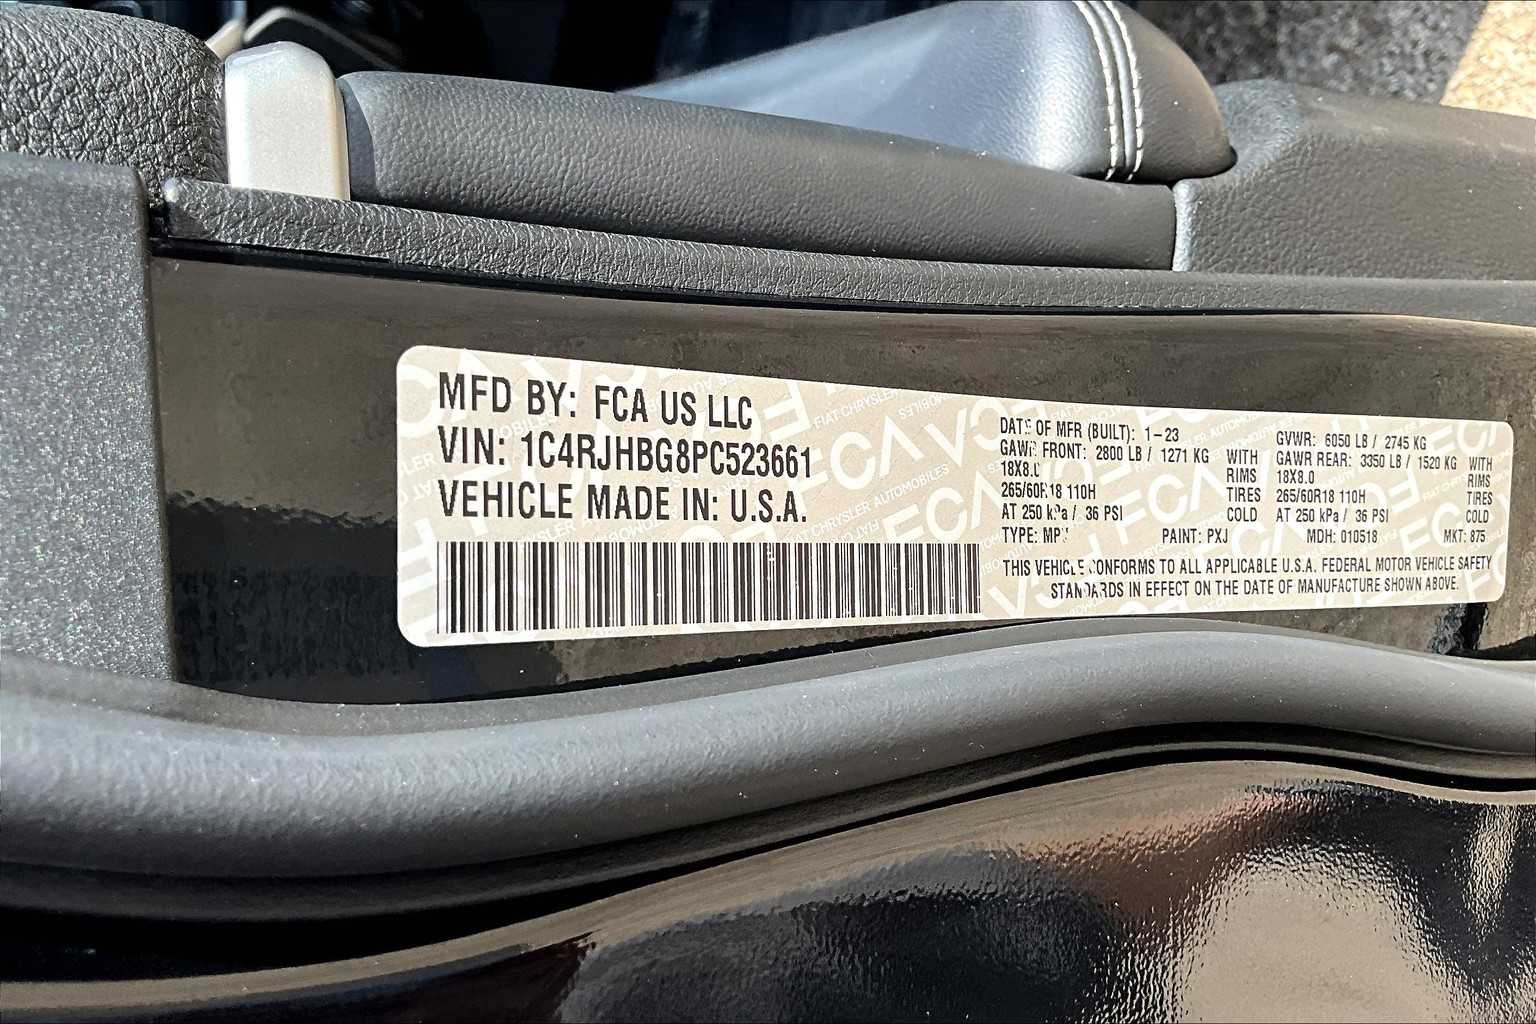 MFD BY: FCA US LLC
VIN: 1C4RJHBG8PC523661
VEHICLE MADE IN: U.S.A.
DATE OF MFR (BUILT): 1-23
GAWR FRONT: 2800 LB / 1271 KG WITH
18X8.0 RIMS
265/60R18 110H TIRES
AT 250 kPa / 36 PSI COLD
GVWR: 6050 LB / 2745 KG
GAWR REAR: 3350 LB / 1520 KG WITH
18X8.0 RIMS
265/60R18 110H TIRES
AT 250 kPa / 36 PSI COLD
TYPE: MPV PAINT: PXJ MDH: 010518 MKT: 875
THIS VEHICLE CONFORMS TO ALL APPLICABLE U.S.A. FEDERAL MOTOR VEHICLE SAFETY
STANDARDS IN EFFECT ON THE DATE OF MANUFACTURE SHOWN ABOVE.